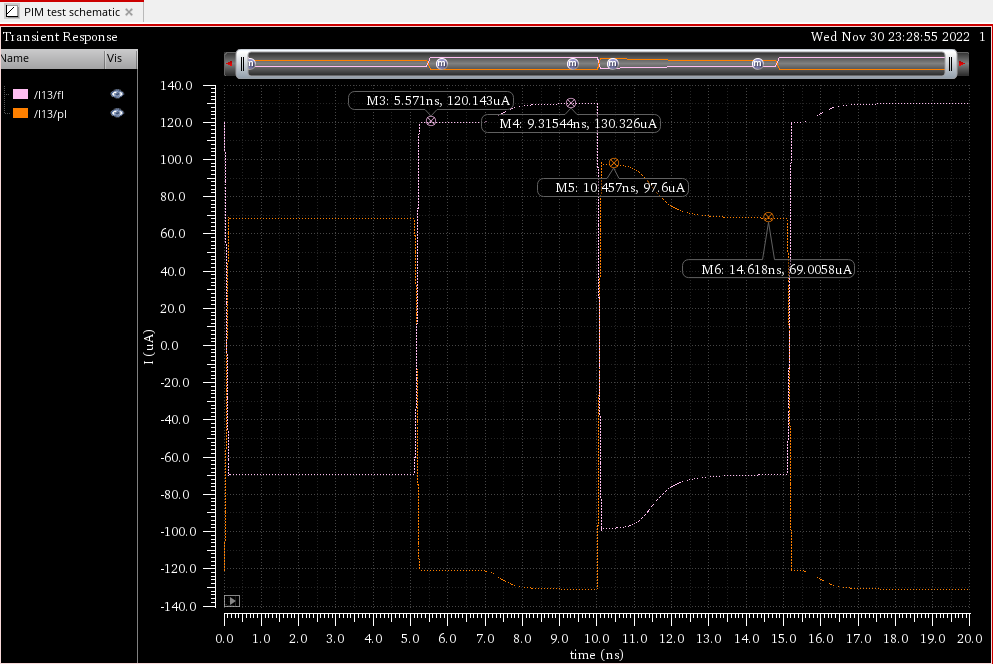 PIM test schematic
Transient Response
Wed Nov 30 23:28:55 2022 1
Name Vis
/I13/fl
/I13/pl
M3: 5.571ns, 120.143uA
M4: 9.31544ns, 130.326uA
M5: 10.457ns, 97.6uA
M6: 14.618ns, 69.0058uA
140.0
120.0
100.0
80.0
60.0
40.0
20.0
0.0
-20.0
-40.0
-60.0
-80.0
-100.0
-120.0
-140.0
I (uA)
0.0 1.0 2.0 3.0 4.0 5.0 6.0 7.0 8.0 9.0 10.0 11.0 12.0 13.0 14.0 15.0 16.0 17.0 18.0 19.0 20.0
time (ns)